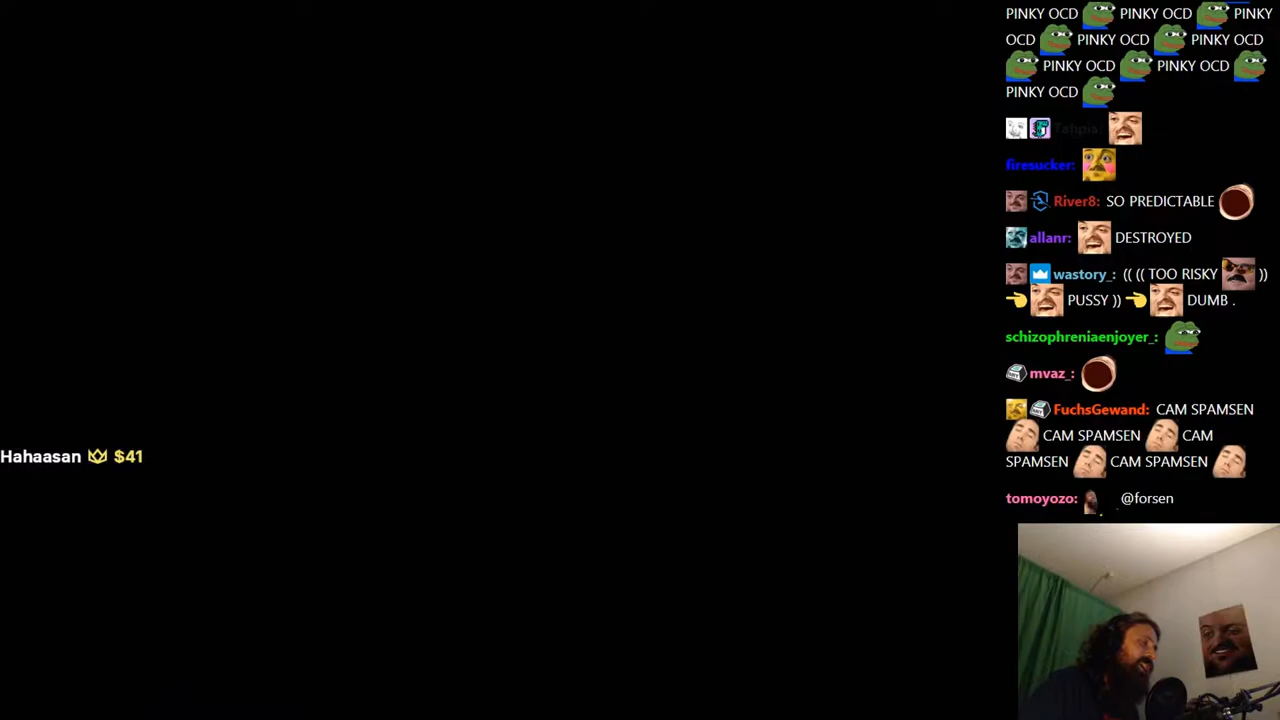 PINKY OCD PINKY OCD PINKY
OCD PINKY OCD PINKY OCD
PINKY OCD PINKY OCD
PINKY OCD
Tahpia:
firesucker:
River8: SO PREDICTABLE
allanr: DESTROYED
wastory_: (( (( TOO RISKY ))
PUSSY )) DUMB .
schizophreniaenjoyer_:
mvaz_:
FuchsGewand: CAM SPAMSEN
CAM SPAMSEN CAM
SPAMSEN CAM SPAMSEN
Hahaasan $41
tomoyozo: @forsen